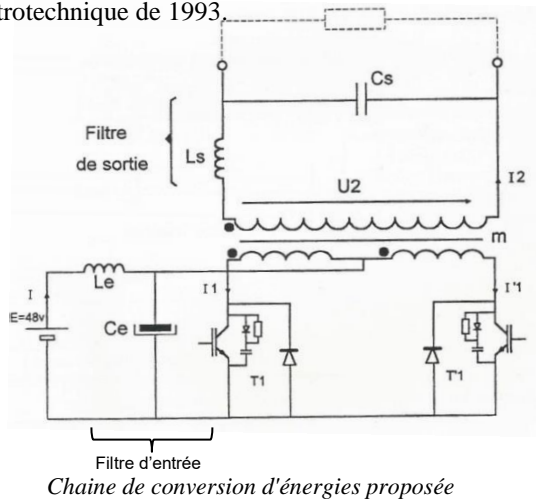 trotechnique de 1993.
Cs
Filtre
de sortie
Ls
U2
I2
m
Le
I
I1
I'1
E=48v
Ce
T1
T'1
Filtre d'entrée
Chaine de conversion d'énergies proposée